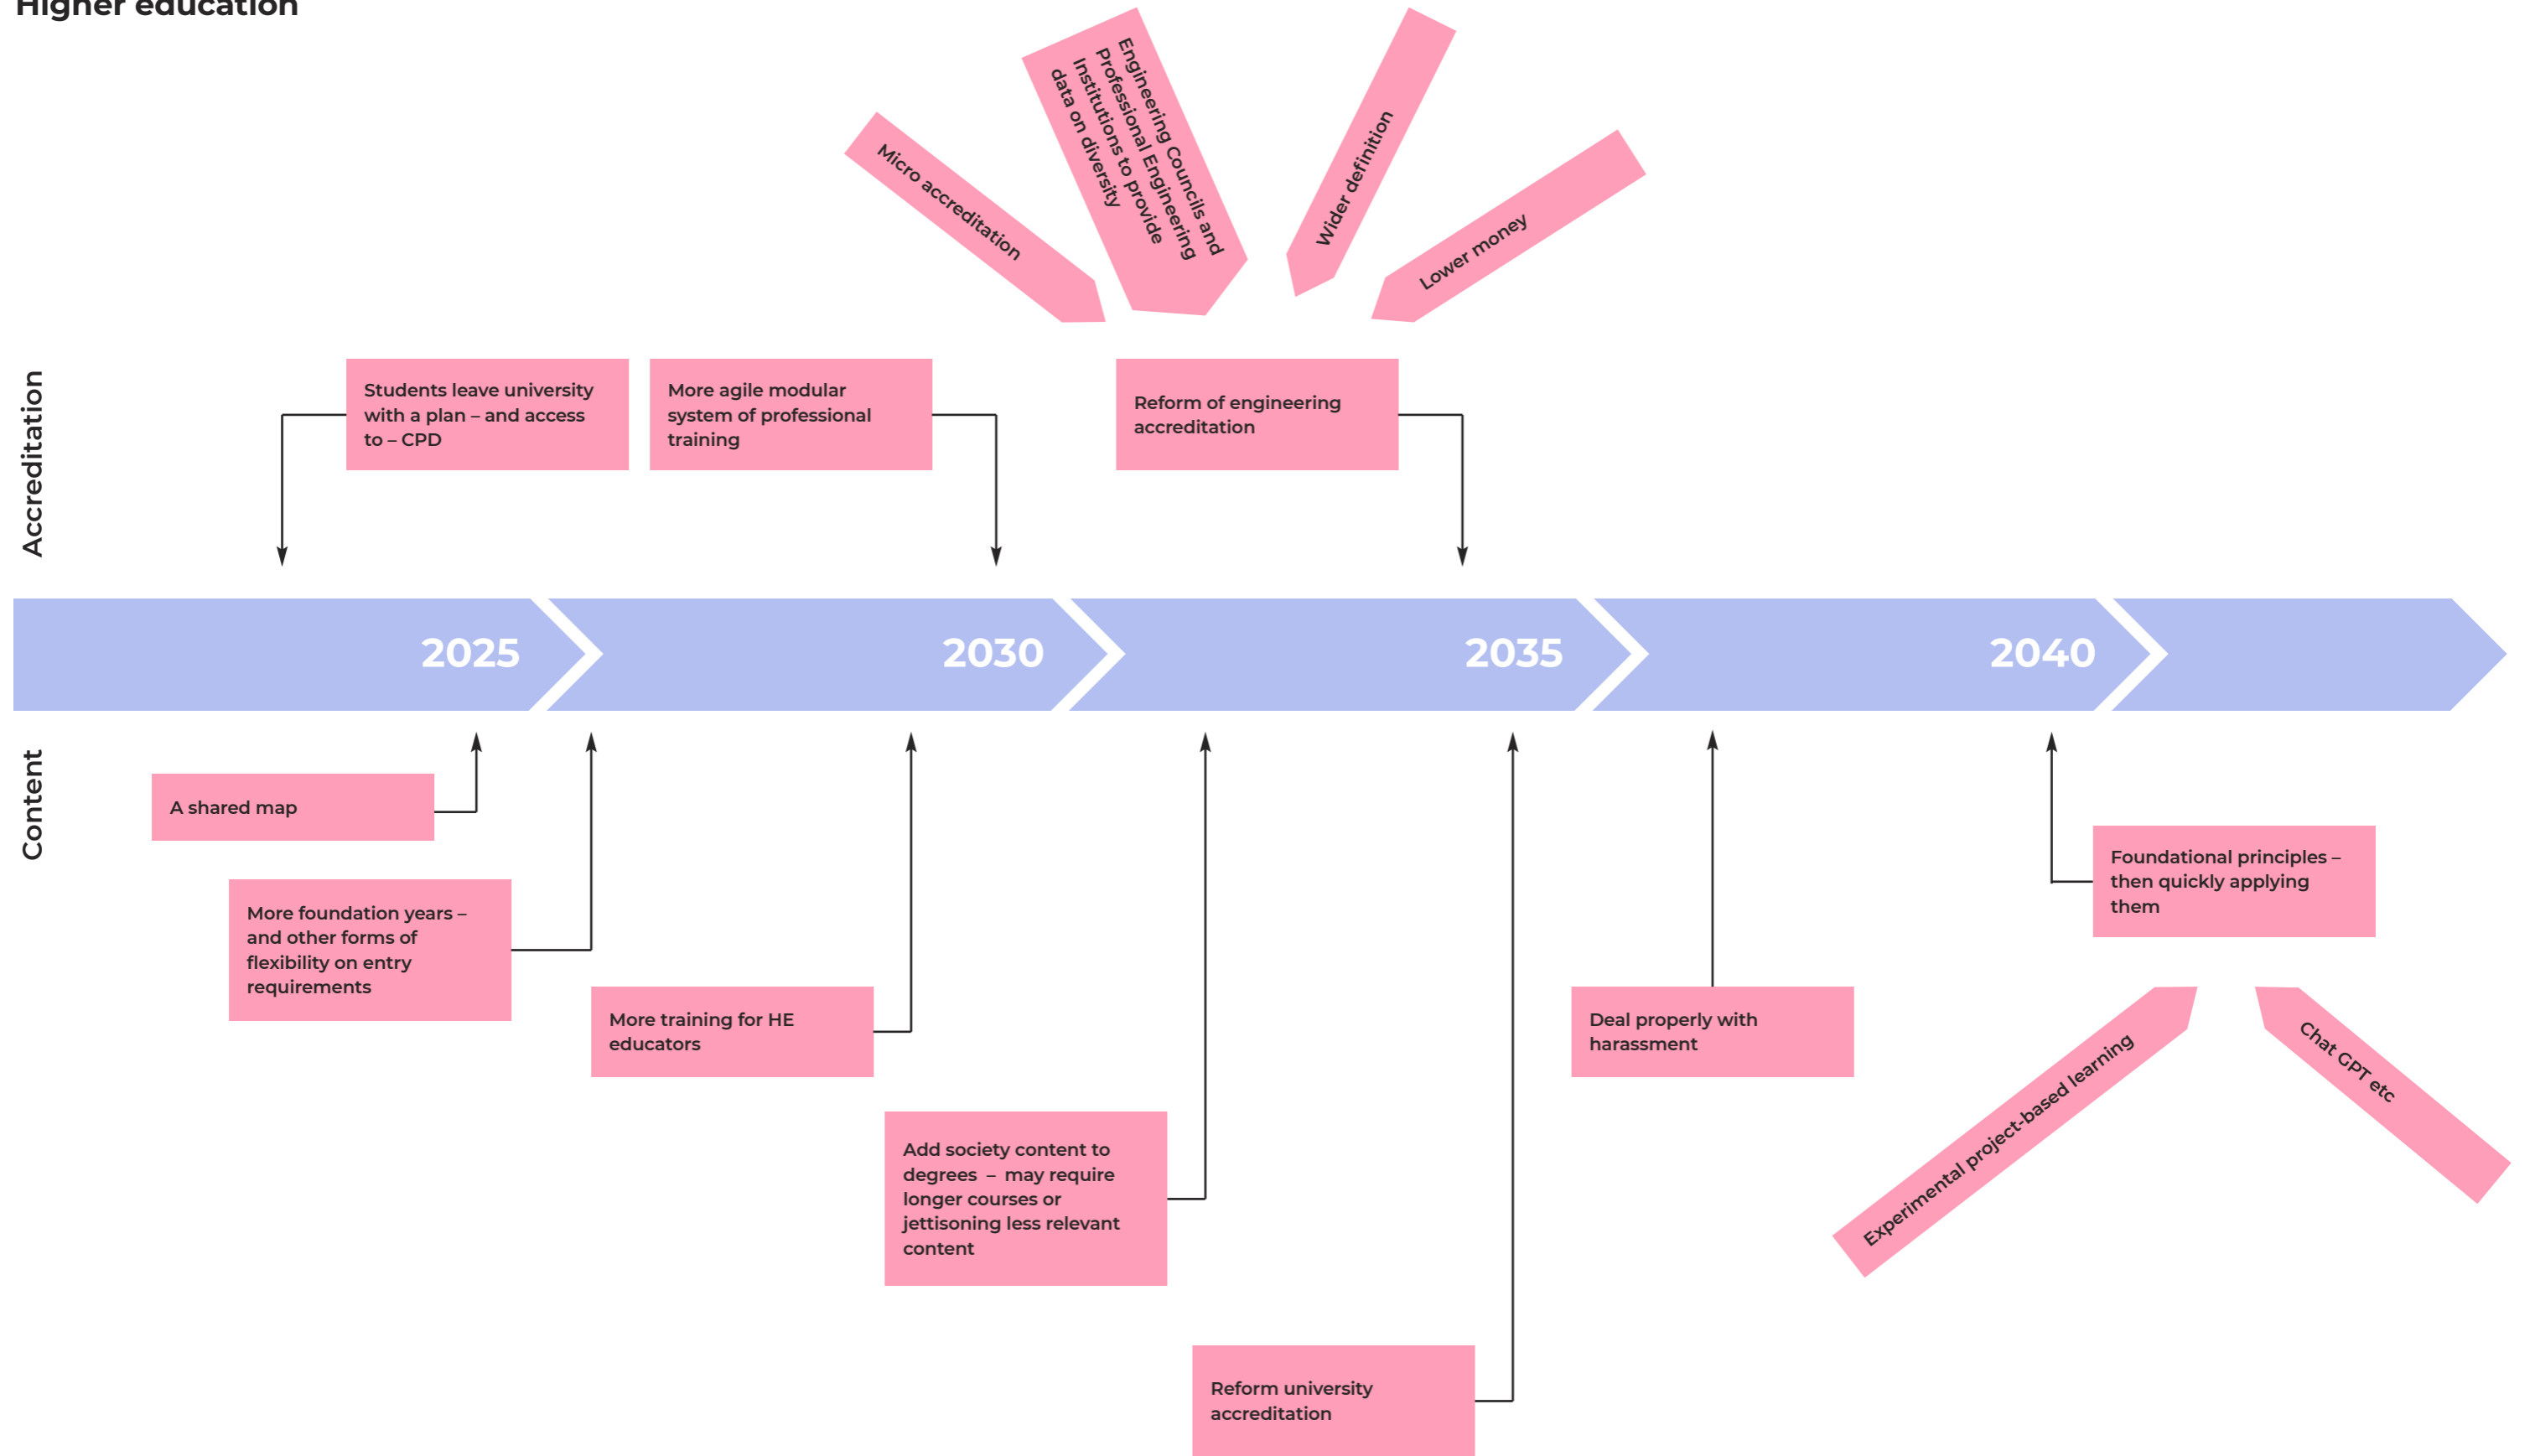 Higher education
Micro accreditation
Engineering Councils and
Professional Engineering
Institutions to provide
data on diversity
Wider definition
Lower money
Accreditation
Students leave university
with a plan – and access
to – CPD
More agile modular
system of professional
training
Reform of engineering
accreditation
2025
2030
2035
2040
Content
A shared map
More foundation years –
and other forms of
flexibility on entry
requirements
More training for HE
educators
Add society content to
degrees – may require
longer courses or
jettisoning less relevant
content
Reform university
accreditation
Deal properly with
harassment
Foundational principles –
then quickly applying
them
Experimental project-based learning
Chat GPT etc